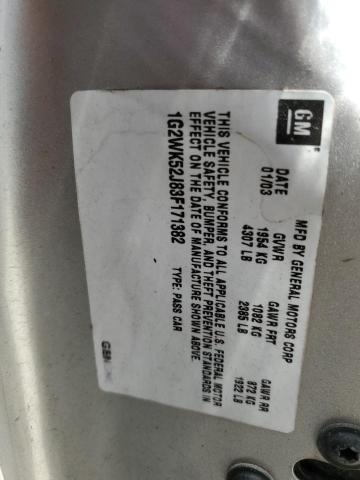 GM
MFD BY GENERAL MOTORS CORP
DATE GVWR GAWR FRT GAWR RR
01/03 1954 KG 1082 KG 872 KG
4307 LB 2385 LB 1922 LB
THIS VEHICLE CONFORMS TO ALL APPLICABLE U.S. FEDERAL MOTOR
VEHICLE SAFETY, BUMPER, AND THEFT PREVENTION STANDARDS IN
EFFECT ON THE DATE OF MANUFACTURE SHOWN ABOVE.
1G2WK52J83F171382 TYPE: PASS CAR